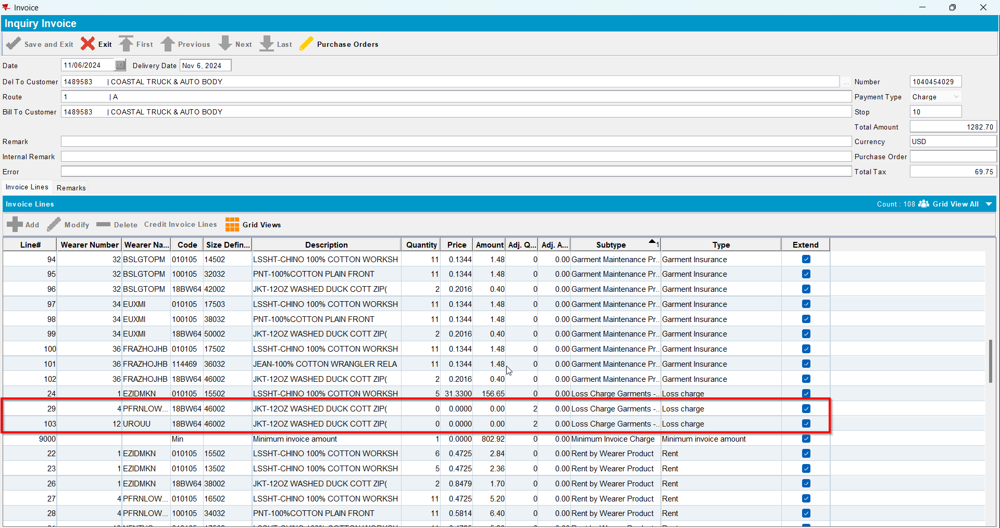 Invoice
Inquiry Invoice
Save and Exit Exit First Previous Next Last Purchase Orders
Date 11/06/2024 Delivery Date Nov 6, 2024
Del To Customer 1489583 | COASTAL TRUCK & AUTO BODY ... Number 1040454029
Route 1 | A Payment Type Charge
Bill To Customer 1489583 | COASTAL TRUCK & AUTO BODY Stop 10
Total Amount 1282.70
Remark Currency USD
Internal Remark Purchase Order
Error Total Tax 69.75
Invoice Lines Remarks
Invoice Lines Count : 108 Grid View All
Add Modify Delete Credit Invoice Lines Grid Views
Line# Wearer Number Wearer Na... Code Size Defin... Description Quantity Price Amount Adj. Q... Adj. A... Subtype 1 Type Extend
94 32 BSLGTOPM 010105 14502 LSSHT-CHINO 100% COTTON WORKSH 11 0.1344 1.48 0 0.00 Garment Maintenance Pr... Garment Insurance
95 32 BSLGTOPM 100105 32032 PNT-100%COTTON PLAIN FRONT 11 0.1344 1.48 0 0.00 Garment Maintenance Pr... Garment Insurance
96 32 BSLGTOPM 18BW64 42002 JKT-12OZ WASHED DUCK COTT ZIP( 2 0.2016 0.40 0 0.00 Garment Maintenance Pr... Garment Insurance
97 34 EUXMI 010105 17503 LSSHT-CHINO 100% COTTON WORKSH 11 0.1344 1.48 0 0.00 Garment Maintenance Pr... Garment Insurance
98 34 EUXMI 100105 38032 PNT-100%COTTON PLAIN FRONT 11 0.1344 1.48 0 0.00 Garment Maintenance Pr... Garment Insurance
99 34 EUXMI 18BW64 50002 JKT-12OZ WASHED DUCK COTT ZIP( 2 0.2016 0.40 0 0.00 Garment Maintenance Pr... Garment Insurance
100 36 FRAZHOJHB 010105 17502 LSSHT-CHINO 100% COTTON WORKSH 11 0.1344 1.48 0 0.00 Garment Maintenance Pr... Garment Insurance
101 36 FRAZHOJHB 114469 36032 JEAN-100% COTTON WRANGLER RELA 11 0.1344 1.48 0 0.00 Garment Maintenance Pr... Garment Insurance
102 36 FRAZHOJHB 18BW64 46002 JKT-12OZ WASHED DUCK COTT ZIP( 2 0.2016 0.40 0 0.00 Garment Maintenance Pr... Garment Insurance
24 1 EZIDMKN 010105 15502 LSSHT-CHINO 100% COTTON WORKSH 5 31.3300 156.65 0 0.00 Loss Charge Garments -... Loss charge
29 4 PFRNLOW... 18BW64 46002 JKT-12OZ WASHED DUCK COTT ZIP( 0 0.0000 0.00 2 0.00 Loss Charge Garments -... Loss charge
103 12 UROUU 18BW64 46002 JKT-12OZ WASHED DUCK COTT ZIP( 0 0.0000 0.00 2 0.00 Loss Charge Garments -... Loss charge
9000 Min Minimum invoice amount 1 0.0000 802.92 0 0.00 Minimum Invoice Charge Minimum invoice amount
22 1 EZIDMKN 010105 15502 LSSHT-CHINO 100% COTTON WORKSH 6 0.4725 2.84 0 0.00 Rent by Wearer Product Rent
23 1 EZIDMKN 010105 13502 LSSHT-CHINO 100% COTTON WORKSH 5 0.4725 2.36 0 0.00 Rent by Wearer Product Rent
26 1 EZIDMKN 18BW64 38002 JKT-12OZ WASHED DUCK COTT ZIP( 2 0.8479 1.70 0 0.00 Rent by Wearer Product Rent
27 4 PFRNLOW... 010105 16502 LSSHT-CHINO 100% COTTON WORKSH 11 0.4725 5.20 0 0.00 Rent by Wearer Product Rent
28 4 PFRNLOW... 100105 34032 PNT-100%COTTON PLAIN FRONT 11 0.5814 6.40 0 0.00 Rent by Wearer Product Rent